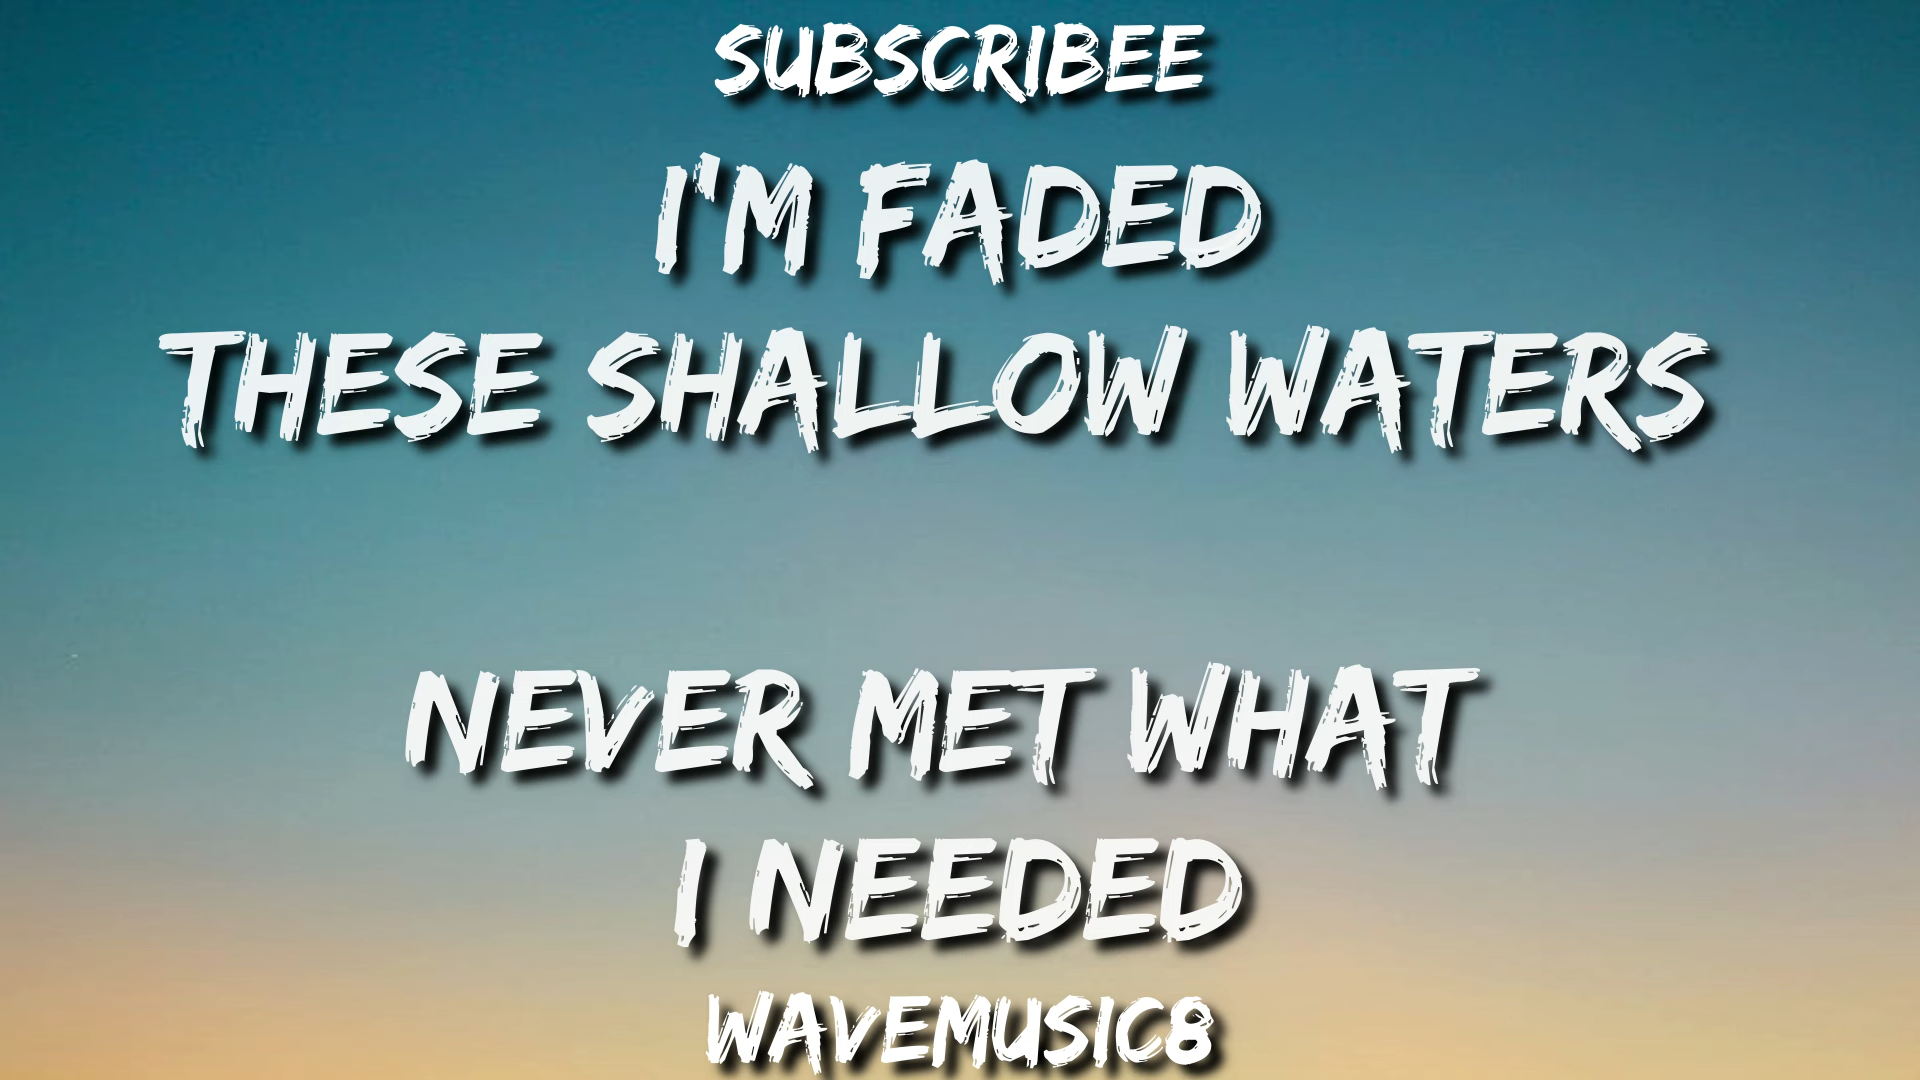 SUBSCRIBEE
I'M FADED
THESE SHALLOW WATERS
NEVER MET WHAT
I NEEDED
WAVEMUSIC8